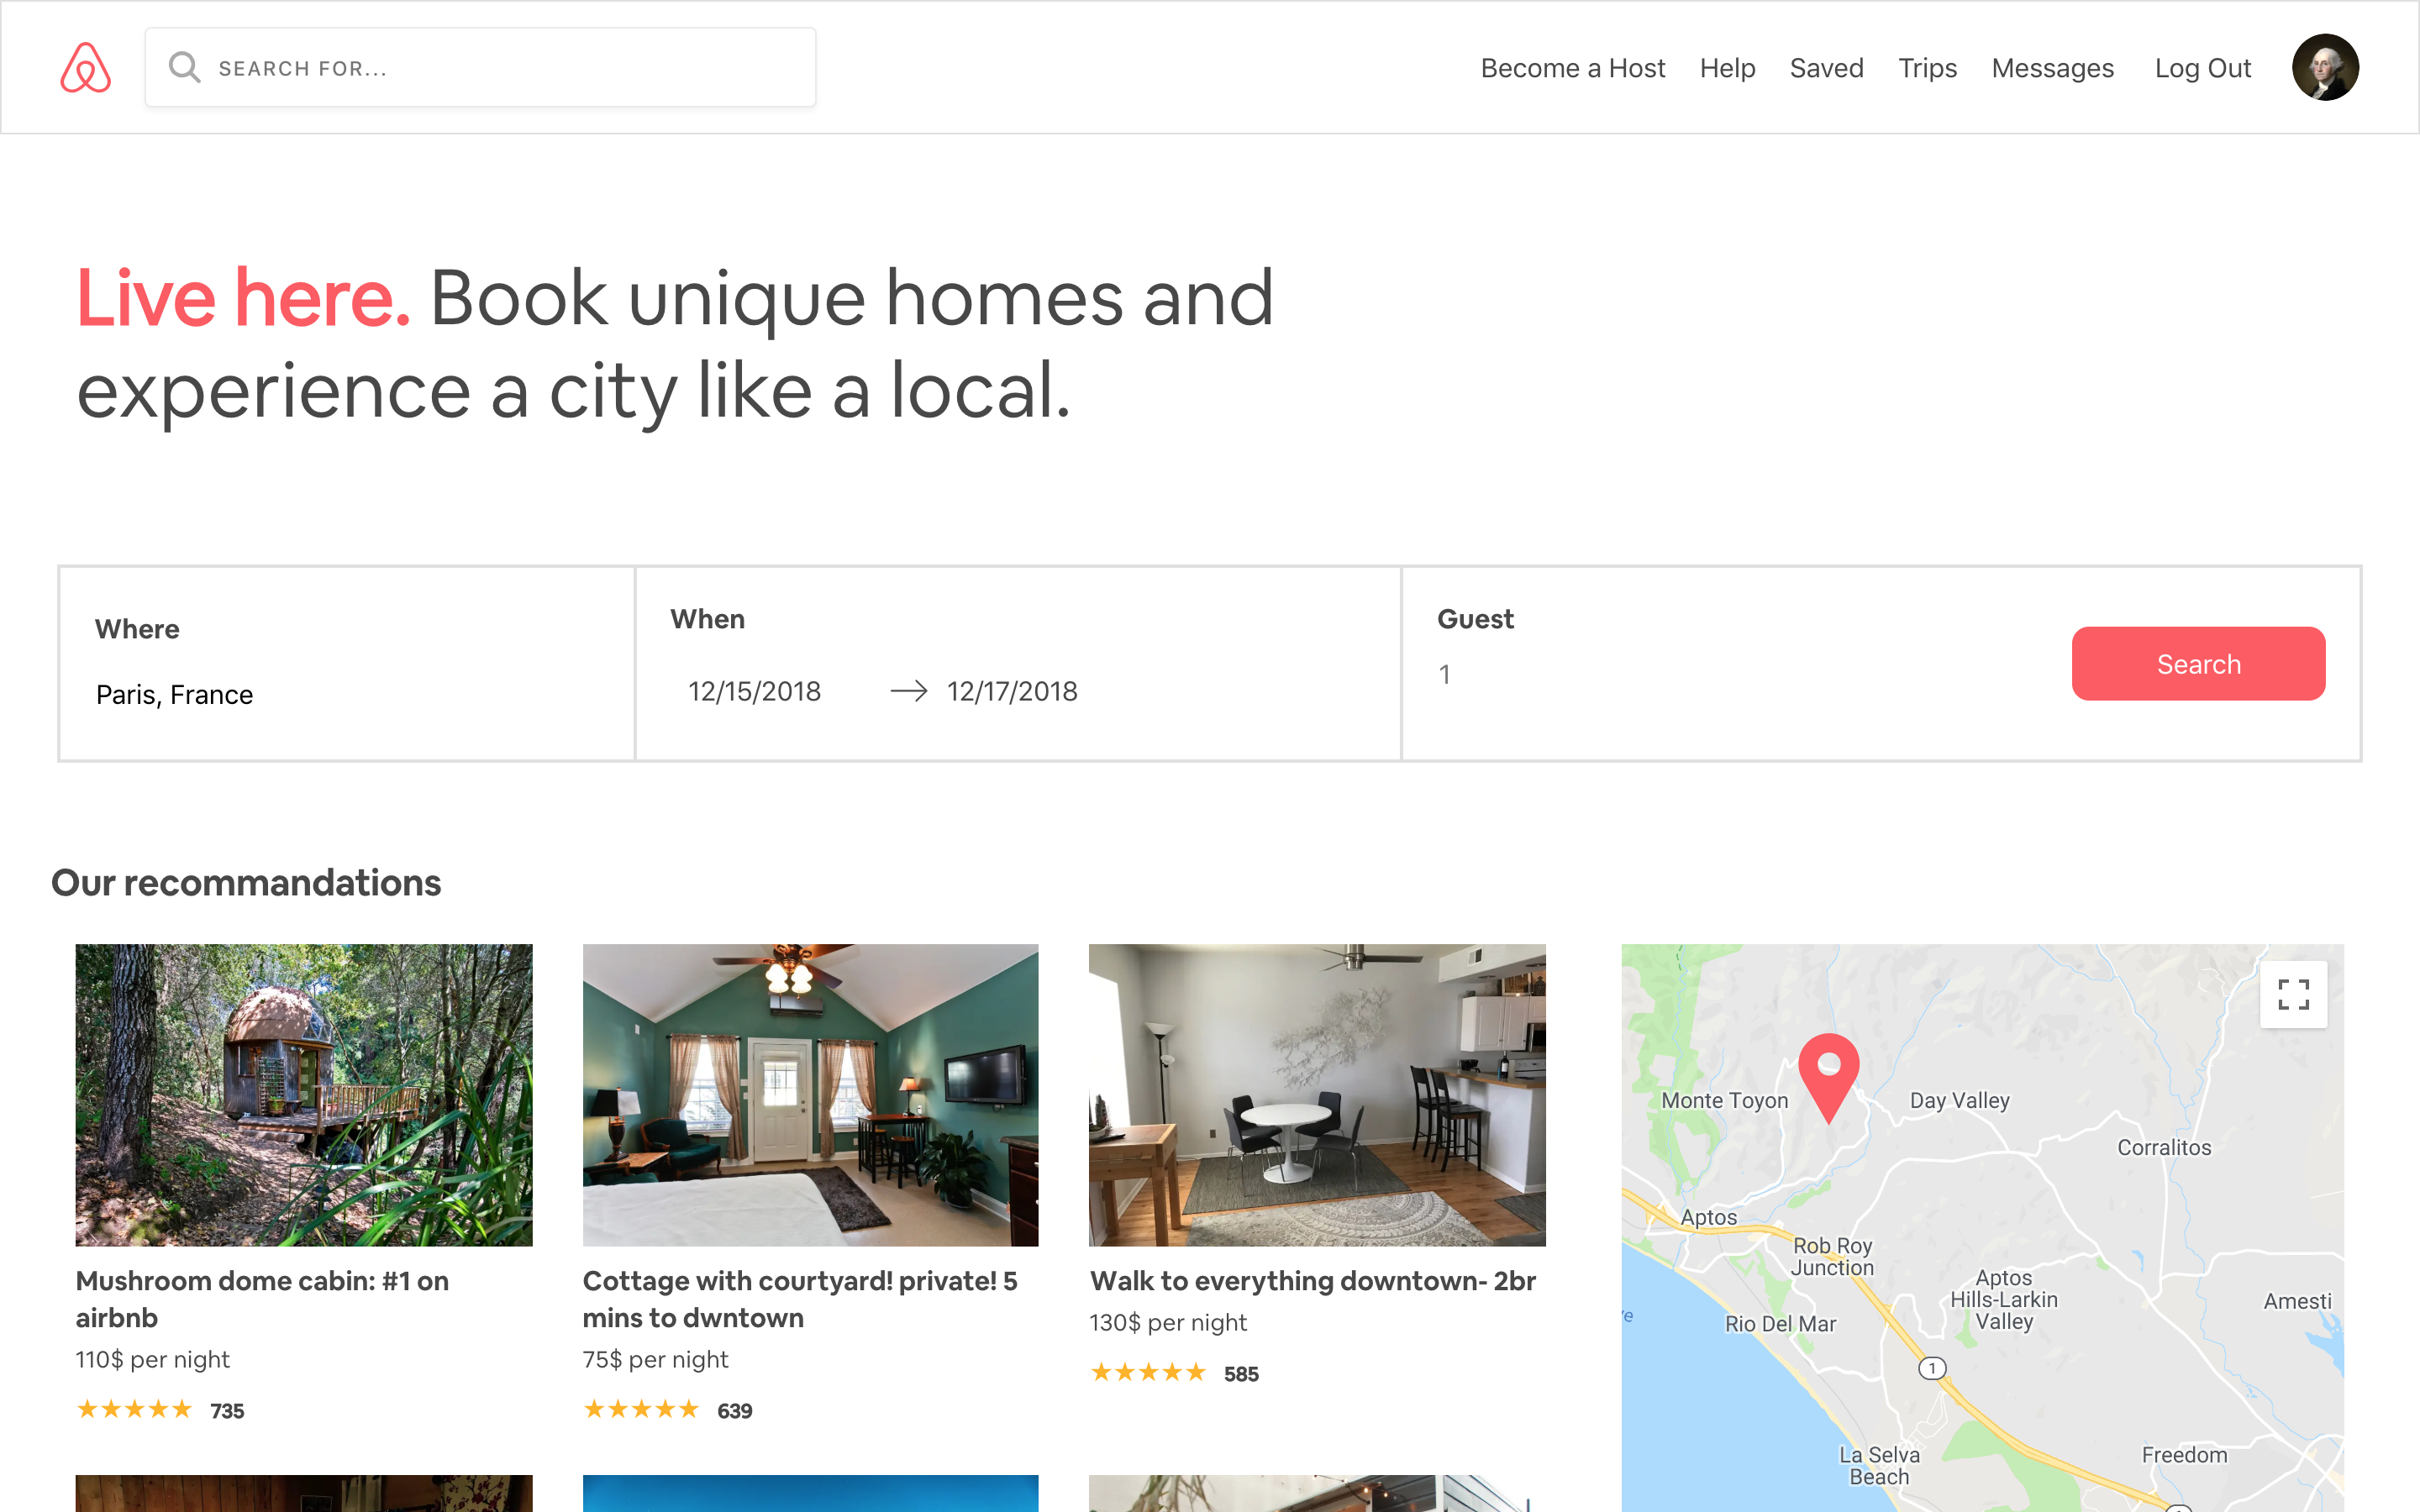 SEARCH FOR...
Become a Host
Help
Saved
Trips
Messages
Log Out
Live here. Book unique homes and
experience a city like a local.
Where
Paris, France
When
12/15/2018
12/17/2018
Guest
1
Search
Our recommandations
Mushroom dome cabin: #1 on
airbnb
110$ per night
735
Cottage with courtyard! private! 5
mins to dwntown
75$ per night
639
Walk to everything downtown- 2br
130$ per night
585
Monte Toyon
Day Valley
Corralitos
Aptos
Rob Roy
Junction
Aptos
Hills-Larkin
Valley
Amesti
Rio Del Mar
1
La Selva
Beach
Freedom